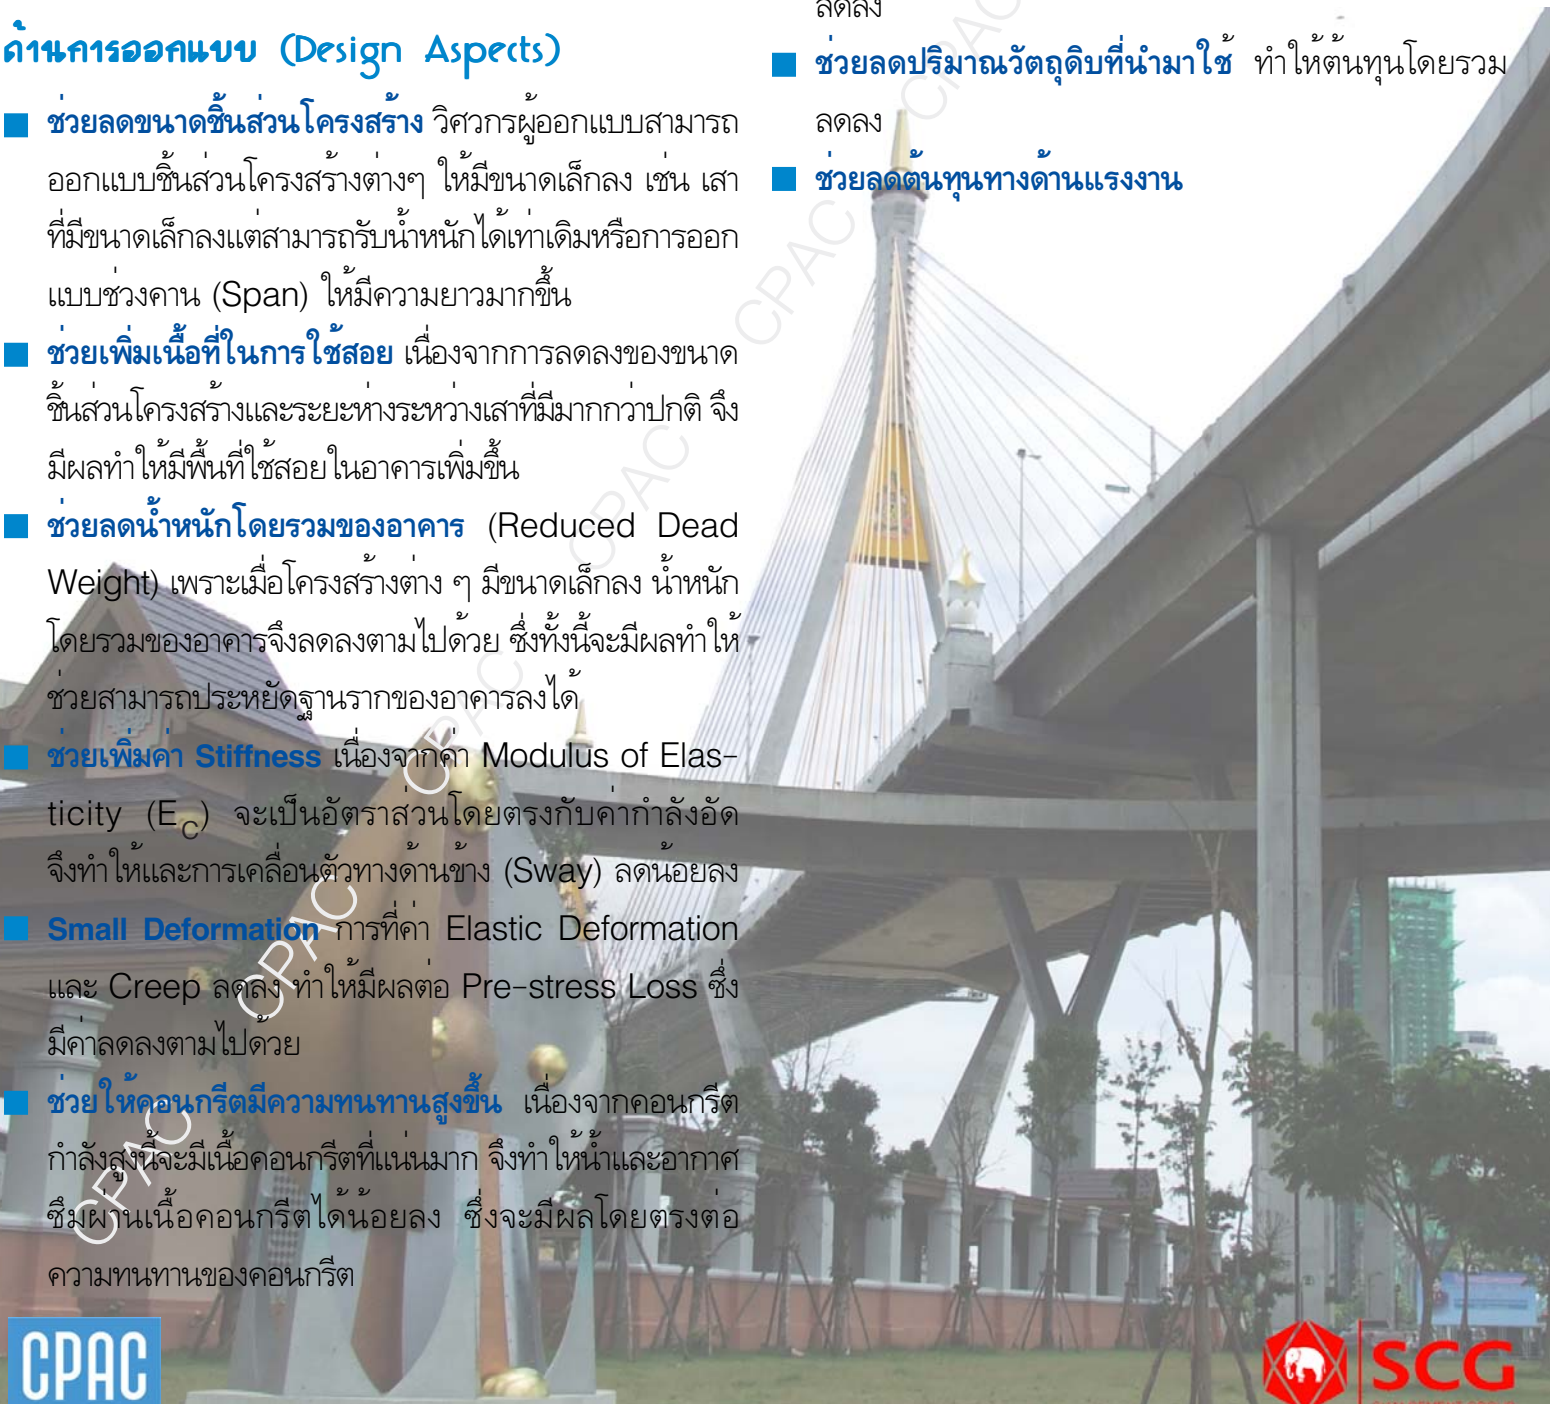 ด้านการออกแบบ (Design Aspects)
ช่วยลดขนาดชิ้นส่วนโครงสร้าง วิศวกรผู้ออกแบบสามารถ
ออกแบบชิ้นส่วนโครงสร้างต่างๆ ให้มีขนาดเล็กลง เช่น เสา
ที่มีขนาดเล็กลงแต่สามารถรับน้ำหนักได้เท่าเดิมหรือการออก
แบบช่วงคาน (Span) ให้มีความยาวมากขึ้น
ช่วยเพิ่มเนื้อที่ในการใช้สอย เนื่องจากการลดลงของขนาด
ชิ้นส่วนโครงสร้างและระยะห่างระหว่างเสาที่มีมากกว่าปกติ จึง
มีผลทำให้มีพื้นที่ใช้สอยในอาคารเพิ่มขึ้น
ช่วยลดน้ำหนักโดยรวมของอาคาร (Reduced Dead
Weight) เพราะเมื่อโครงสร้างต่าง ๆ มีขนาดเล็กลง น้ำหนัก
โดยรวมของอาคารจึงลดลงตามไปด้วย ซึ่งทั้งนี้จะมีผลทำให้
ช่วยสามารถประหยัดฐานรากของอาคารลงได้
ช่วยเพิ่มค่า Stiffness เนื่องจากค่า Modulus of Elas-
ticity (EC) จะเป็นอัตราส่วนโดยตรงกับค่ากำลังอัด
จึงทำให้และการเคลื่อนตัวทางด้านข้าง (Sway) ลดน้อยลง
Small Deformation การที่ค่า Elastic Deformation
และ Creep ลดลง ทำให้มีผลต่อ Pre-stress Loss ซึ่ง
มีค่าลดลงตามไปด้วย
ช่วยให้คอนกรีตมีความทนทานสูงขึ้น เนื่องจากคอนกรีต
กำลังสูงนี้จะมีเนื้อคอนกรีตที่แน่นมาก จึงทำให้น้ำและอากาศ
ซึมผ่านเนื้อคอนกรีตได้น้อยลง ซึ่งจะมีผลโดยตรงต่อ
ความทนทานของคอนกรีต
ลดลง
ช่วยลดปริมาณวัตถุดิบที่นำมาใช้ ทำให้ต้นทุนโดยรวม
ลดลง
ช่วยลดต้นทุนทางด้านแรงงาน
CPAC
CPAC
CPAC
CPAC
CPAC
CPAC
CPAC
CPAC
SCG